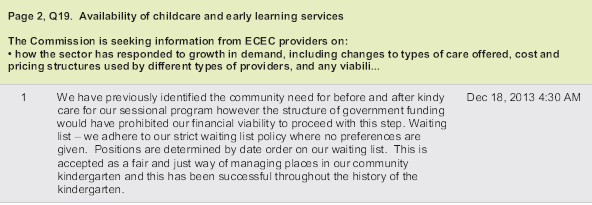 Page 2, Q19. Availability of childcare and early learning services
The Commission is seeking information from ECEC providers on:
• how the sector has responded to growth in demand, including changes to types of care offered, cost and
pricing structures used by different types of providers, and any viabili...
1 We have previously identified the community need for before and after kindy Dec 18, 2013 4:30 AM
care for our sessional program however the structure of government funding
would have prohibited our financial viability to proceed with this step. Waiting
list – we adhere to our strict waiting list policy where no preferences are
given. Positions are determined by date order on our waiting list. This is
accepted as a fair and just way of managing places in our community
kindergarten and this has been successful throughout the history of the
kindergarten.